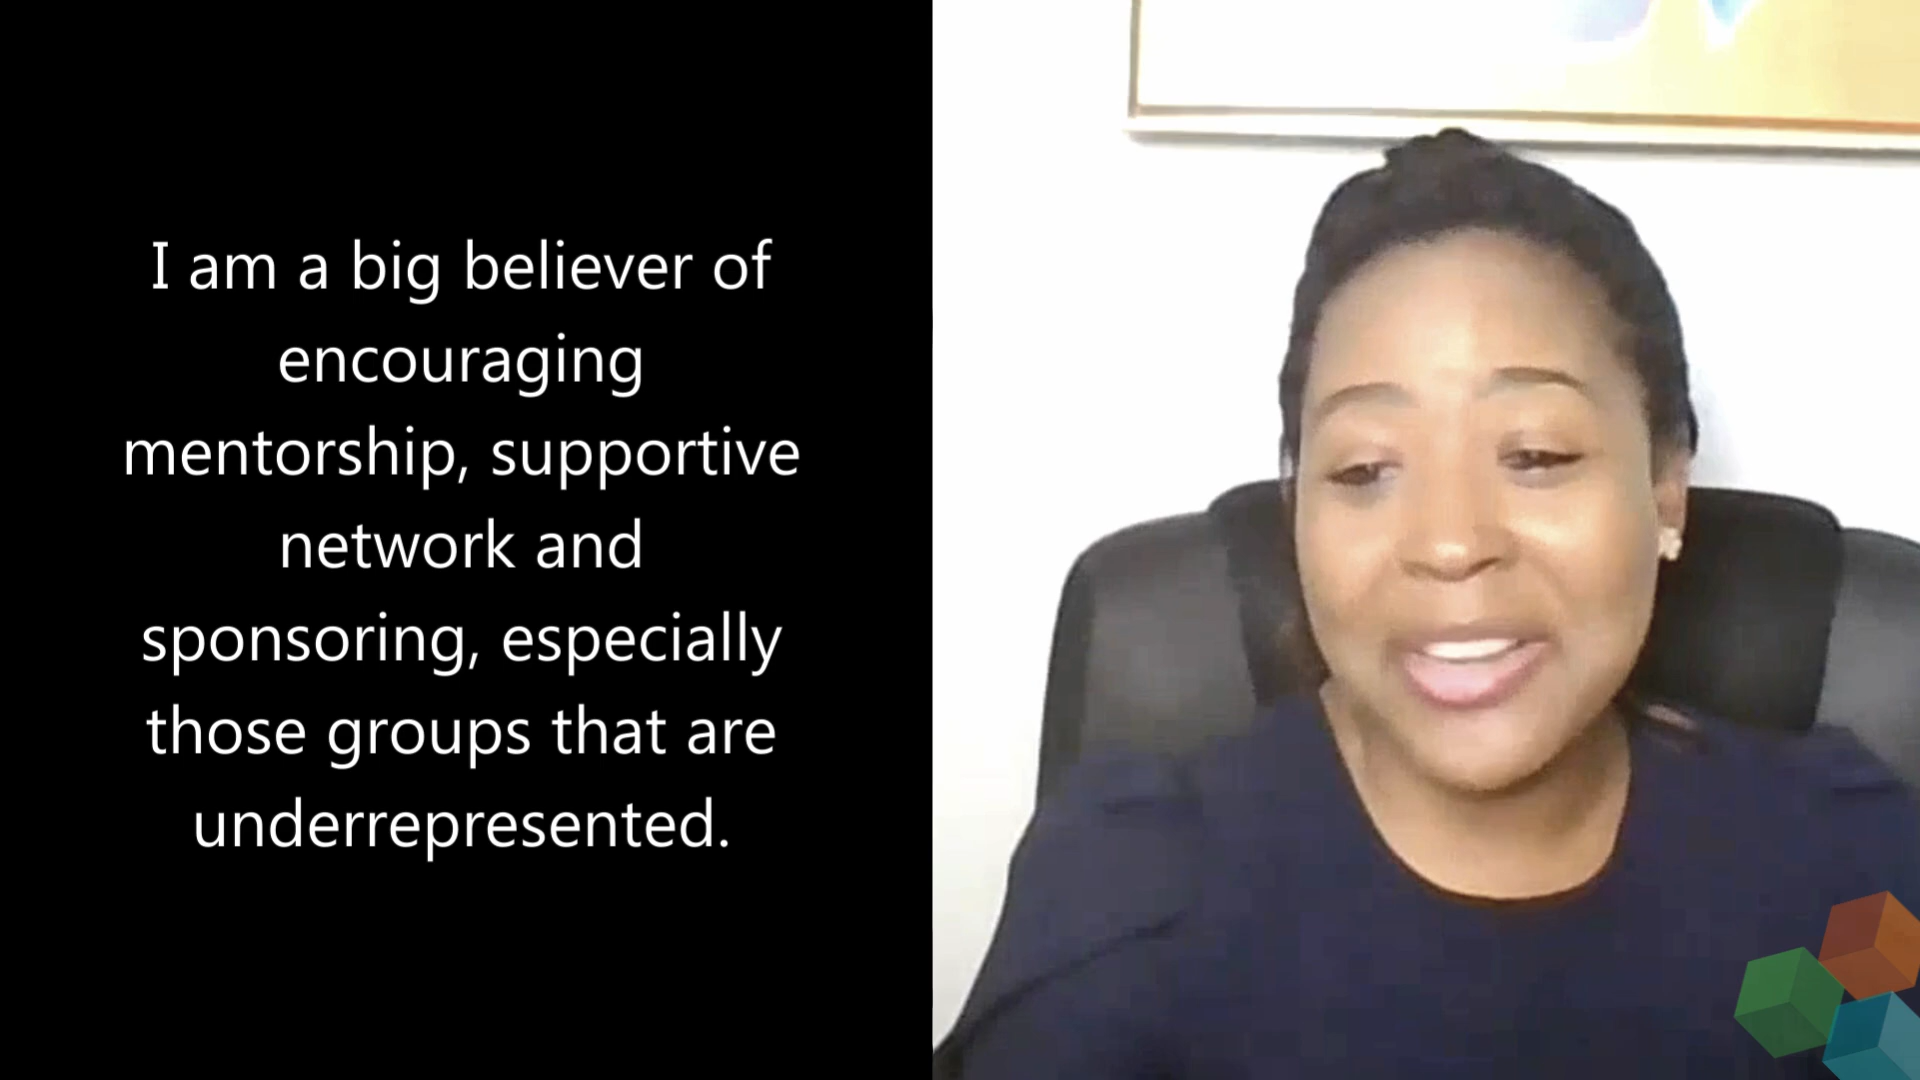 I am a big believer of
encouraging
mentorship, supportive
network and
sponsoring, especially
those groups that are
underrepresented.